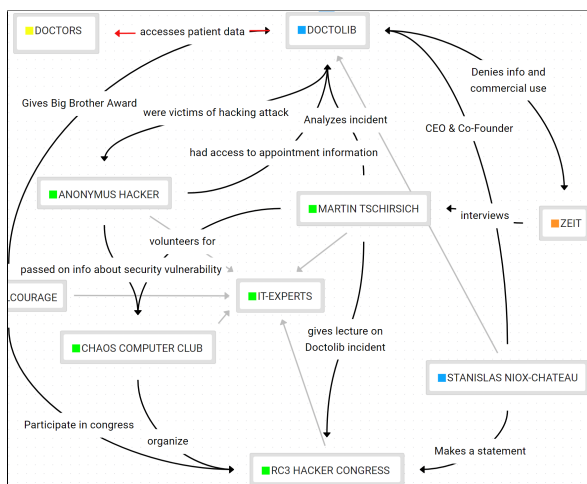 DOCTORS
accesses patient data
DOCTOLIB
Denies info and
commercial use
Gives Big Brother Award
were victims of hacking attack
Analyzes incident
CEO & Co-Founder
had access to appointment information
ANONYMUS HACKER
MARTIN TSCHIRSICH
interviews
ZEIT
volunteers for
passed on info about security vulnerability
.COURAGE
IT-EXPERTS
gives lecture on
Doctolib incident
CHAOS COMPUTER CLUB
STANISLAS NIOX-CHATEAU
Participate in congress
organize
Makes a statement
RC3 HACKER CONGRESS